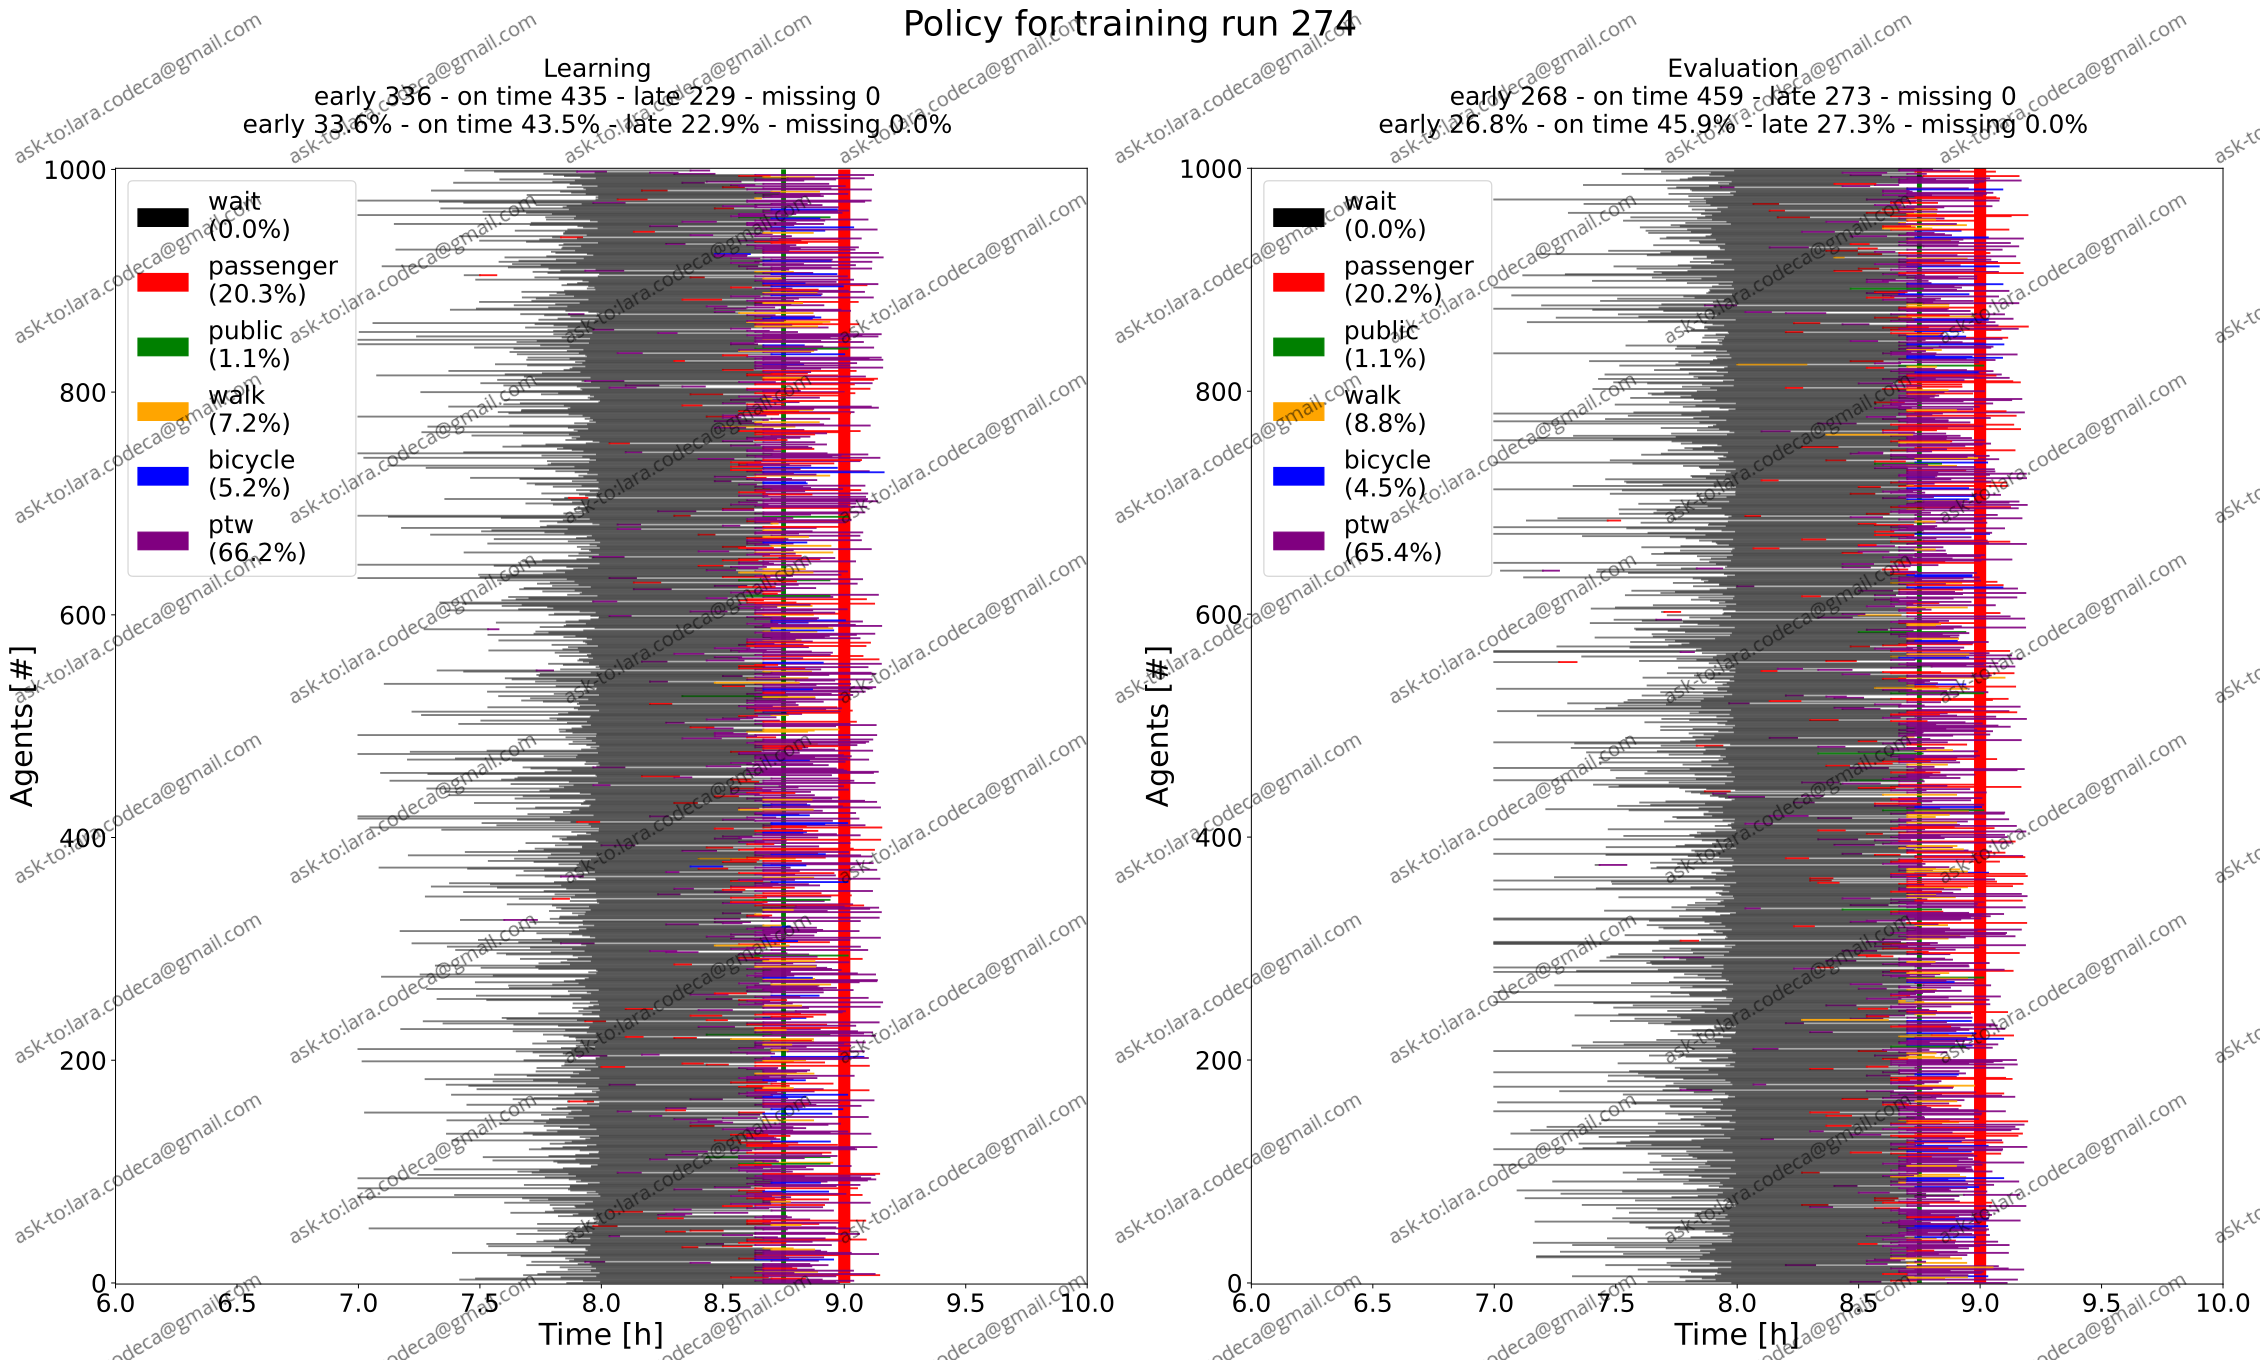 Policy for training run 274
Learning
early 336 - on time 435 - late 229 - missing 0
early 33.6% - on time 43.5% - late 22.9% - missing 0.0%
1000
800
600
400
200
0
Agents [#]
wait
(0.0%)
passenger
(20.3%)
public
(1.1%)
walk
(7.2%)
bicycle
(5.2%)
ptw
(66.2%)
6.0 6.5 7.0 7.5 8.0 8.5 9.0 9.5 10.0
Time [h]
Evaluation
early 268 - on time 459 - late 273 - missing 0
early 26.8% - on time 45.9% - late 27.3% - missing 0.0%
1000
800
600
400
200
0
Agents [#]
wait
(0.0%)
passenger
(20.2%)
public
(1.1%)
walk
(8.8%)
bicycle
(4.5%)
ptw
(65.4%)
6.0 6.5 7.0 7.5 8.0 8.5 9.0 9.5 10.0
Time [h]
ask-to:lara.codeca@gmail.com